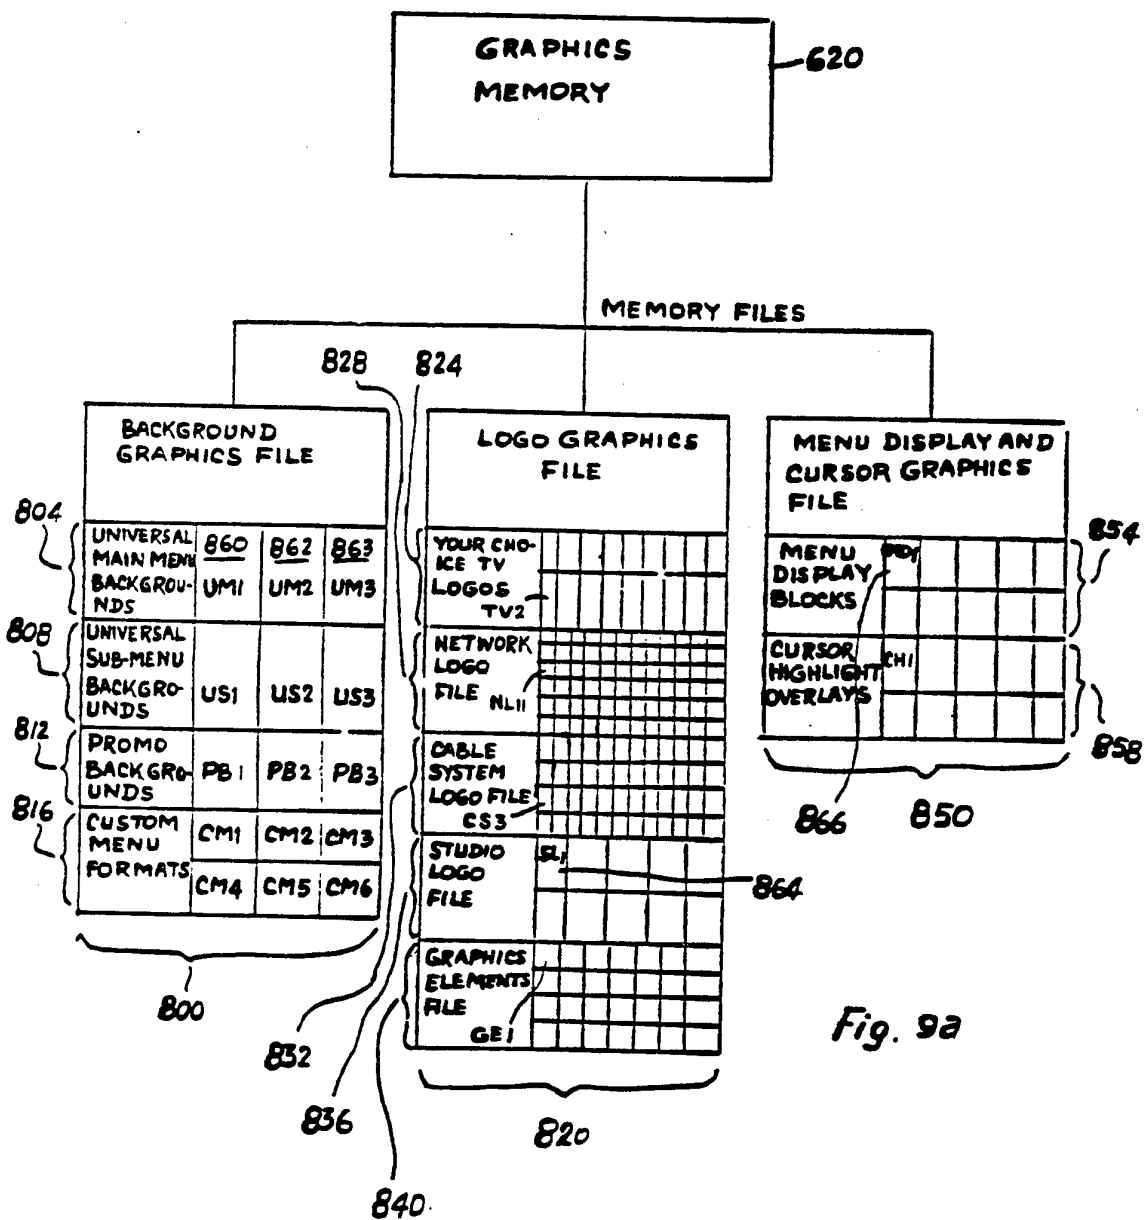 GRAPHICS
MEMORY
620
MEMORY FILES
828
824
BACKGROUND
GRAPHICS FILE
804
UNIVERSAL
MAIN MENU
BACKGROU-
NDS
860 862 863
UM1 UM2 UM3
808
UNIVERSAL
SUB-MENU
BACKGRO-
UNDS
US1 US2 US3
812
PROMO
BACKGRO-
UNDS
PB1 PB2 PB3
816
CUSTOM
MENU
FORMATS
CM1 CM2 CM3
CM4 CM5 CM6
800
LOGO GRAPHICS
FILE
YOUR CHO-
ICE TV
LOGOS
TV2
NETWORK
LOGO
FILE
NL11
CABLE
SYSTEM
LOGO FILE
CS3
STUDIO
LOGO
FILE
SL1
864
GRAPHICS
ELEMENTS
FILE
GE1
832
836
840
820
MENU DISPLAY AND
CURSOR GRAPHICS
FILE
MENU
DISPLAY
BLOCKS
854
CURSOR
HIGHLIGHT
OVERLAYS
CH1
858
866
850
Fig. 9a